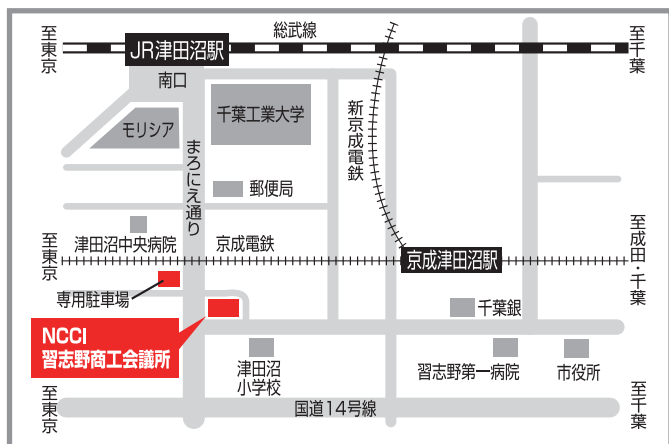 至東京
総武線
至千葉
JR津田沼駅
南口
千葉工業大学
モリシア
新京成電鉄
まろにえ通り
郵便局
津田沼中央病院
京成電鉄
至東京
京成津田沼駅
至成田・千葉
専用駐車場
千葉銀
NCCI
習志野商工会議所
津田沼
小学校
習志野第一病院
市役所
至東京
国道14号線
至千葉